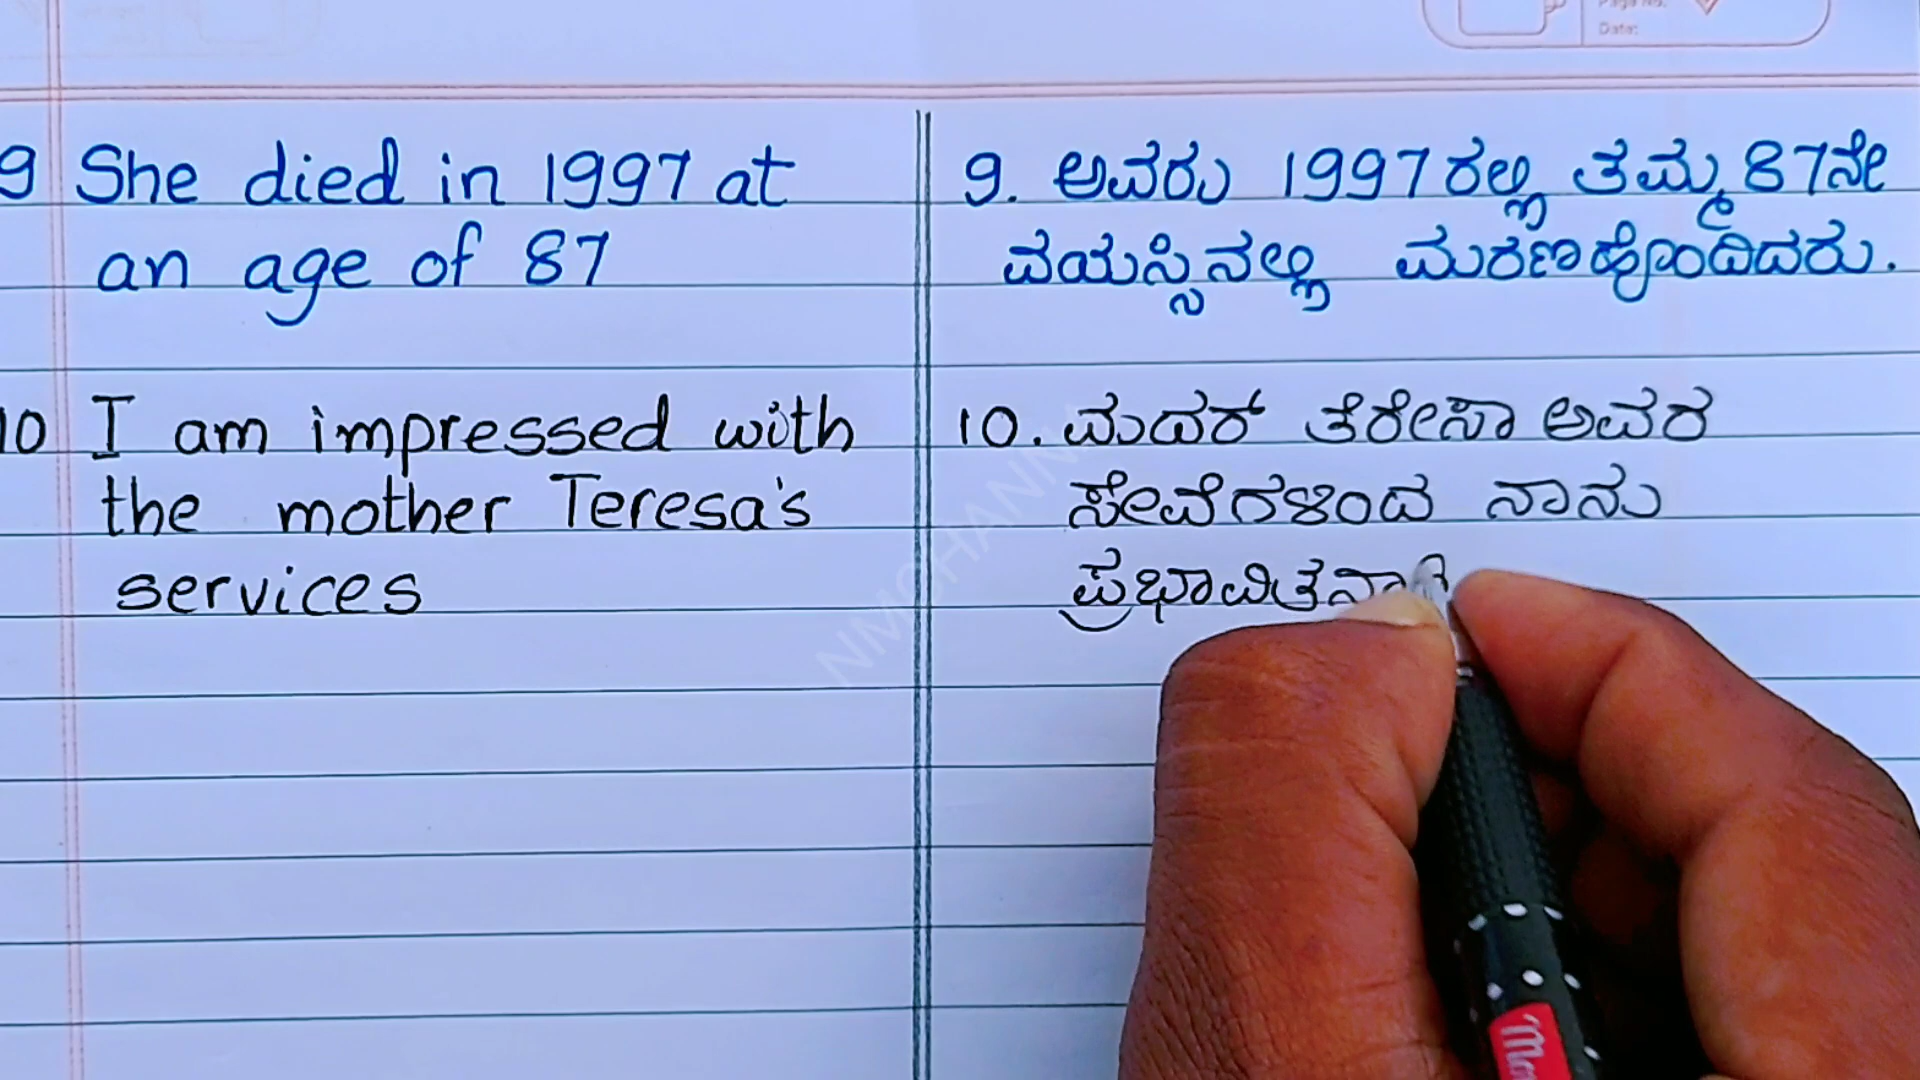 Date:
9 She died in 1997 at
an age of 87
10 I am impressed with
the mother Teresa's
services
9. ಅವರು 1997ರಲ್ಲಿ ತಮ್ಮ 87ನೇ
ವಯಸ್ಸಿನಲ್ಲಿ ಮರಣಹೊಂದಿದರು.
10. ಮದರ್ ತೆರೇಸಾ ಅವರ
ಸೇವೆಗಳಿಂದ ನಾನು